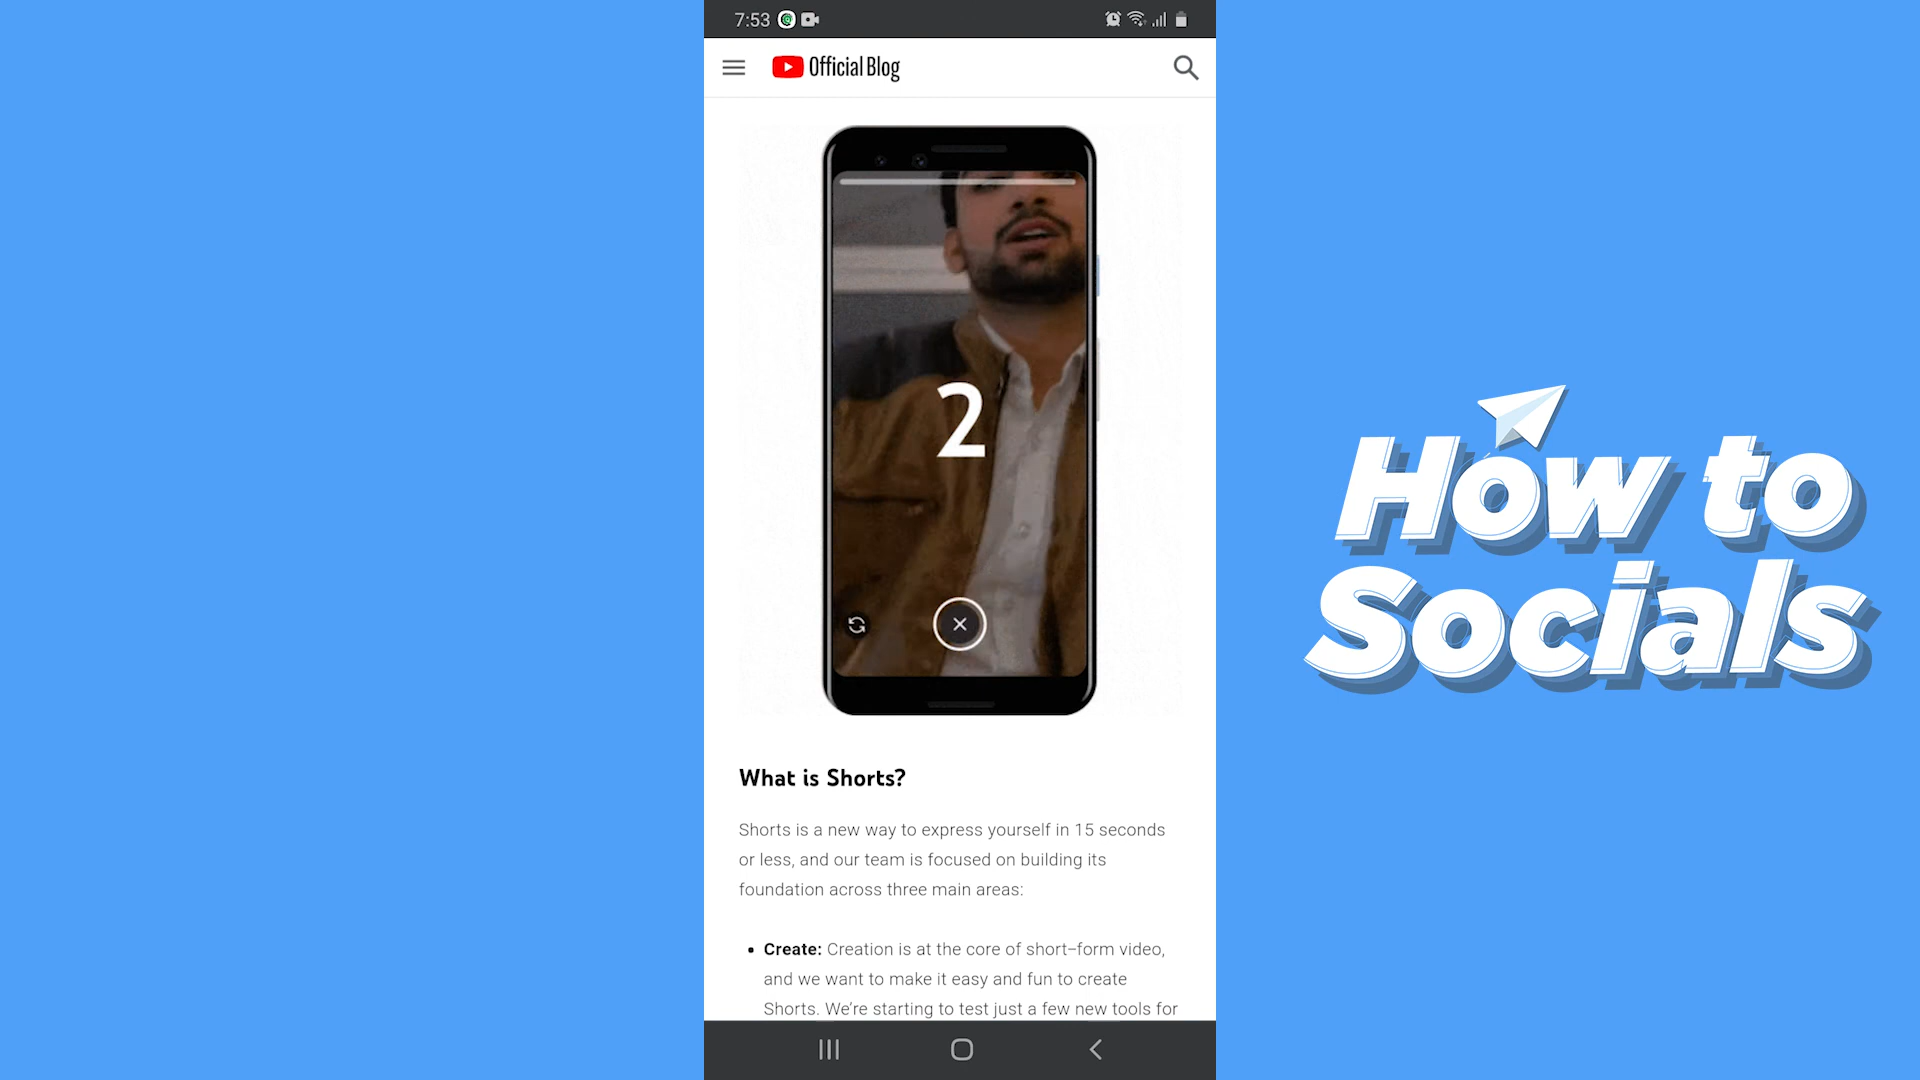 7:53
Official Blog
2
What is Shorts?
Shorts is a new way to express yourself in 15 seconds
or less, and our team is focused on building its
foundation across three main areas:
• Create: Creation is at the core of short-form video,
and we want to make it easy and fun to create
Shorts. We're starting to test just a few new tools for
How to
Socials